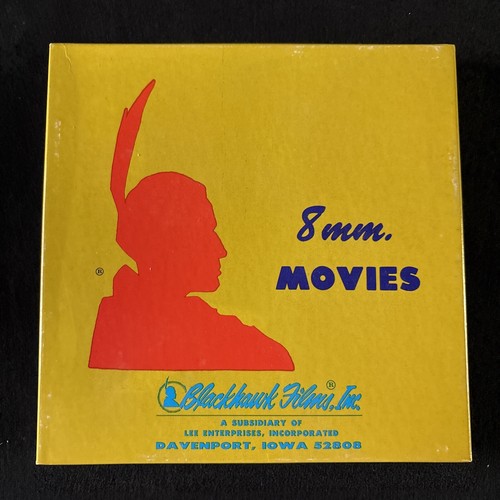 8mm.
MOVIES
®
Blackhawk Films, Inc. ®
A SUBSIDIARY OF
LEE ENTERPRISES, INCORPORATED
DAVENPORT, IOWA 52808